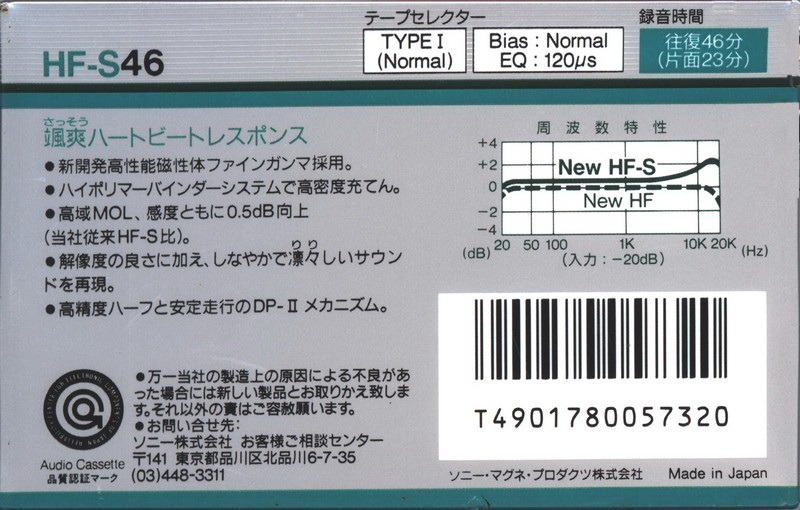 テープセレクター
録音時間
HF-S46
TYPE I
(Normal)
Bias : Normal
EQ : 120μs
往復46分
(片面23分)
さっそう
颯爽ハートビートレスポンス
●新開発高性能磁性体ファインガンマ採用。
●ハイポリマーバインダーシステムで高密度充てん。
●高域MOL、感度ともに0.5dB向上
(当社従来HF-S比)。
りり
●解像度の良さに加え、しなやかで凛々しいサウン
ドを再現。
●高精度ハーフと安定走行のDP-II メカニズム。
周波数特性
+4
+2
0
−2
−4
New HF-S
New HF
(dB)
20 50 100 1K 10K 20K
(Hz)
(入力：−20dB)
●万一当社の製造上の原因による不良があ
った場合には新しい製品とお取りかえ致しま
す。それ以外の責はご容赦願います。
●お問い合せ先:
ソニー株式会社 お客様ご相談センター
〒141 東京都品川区北品川6-7-35
(03)448-3311
Audio Cassette
品質認証マーク
T4901780057320
ソニー・マグネ・プロダクツ株式会社 Made in Japan